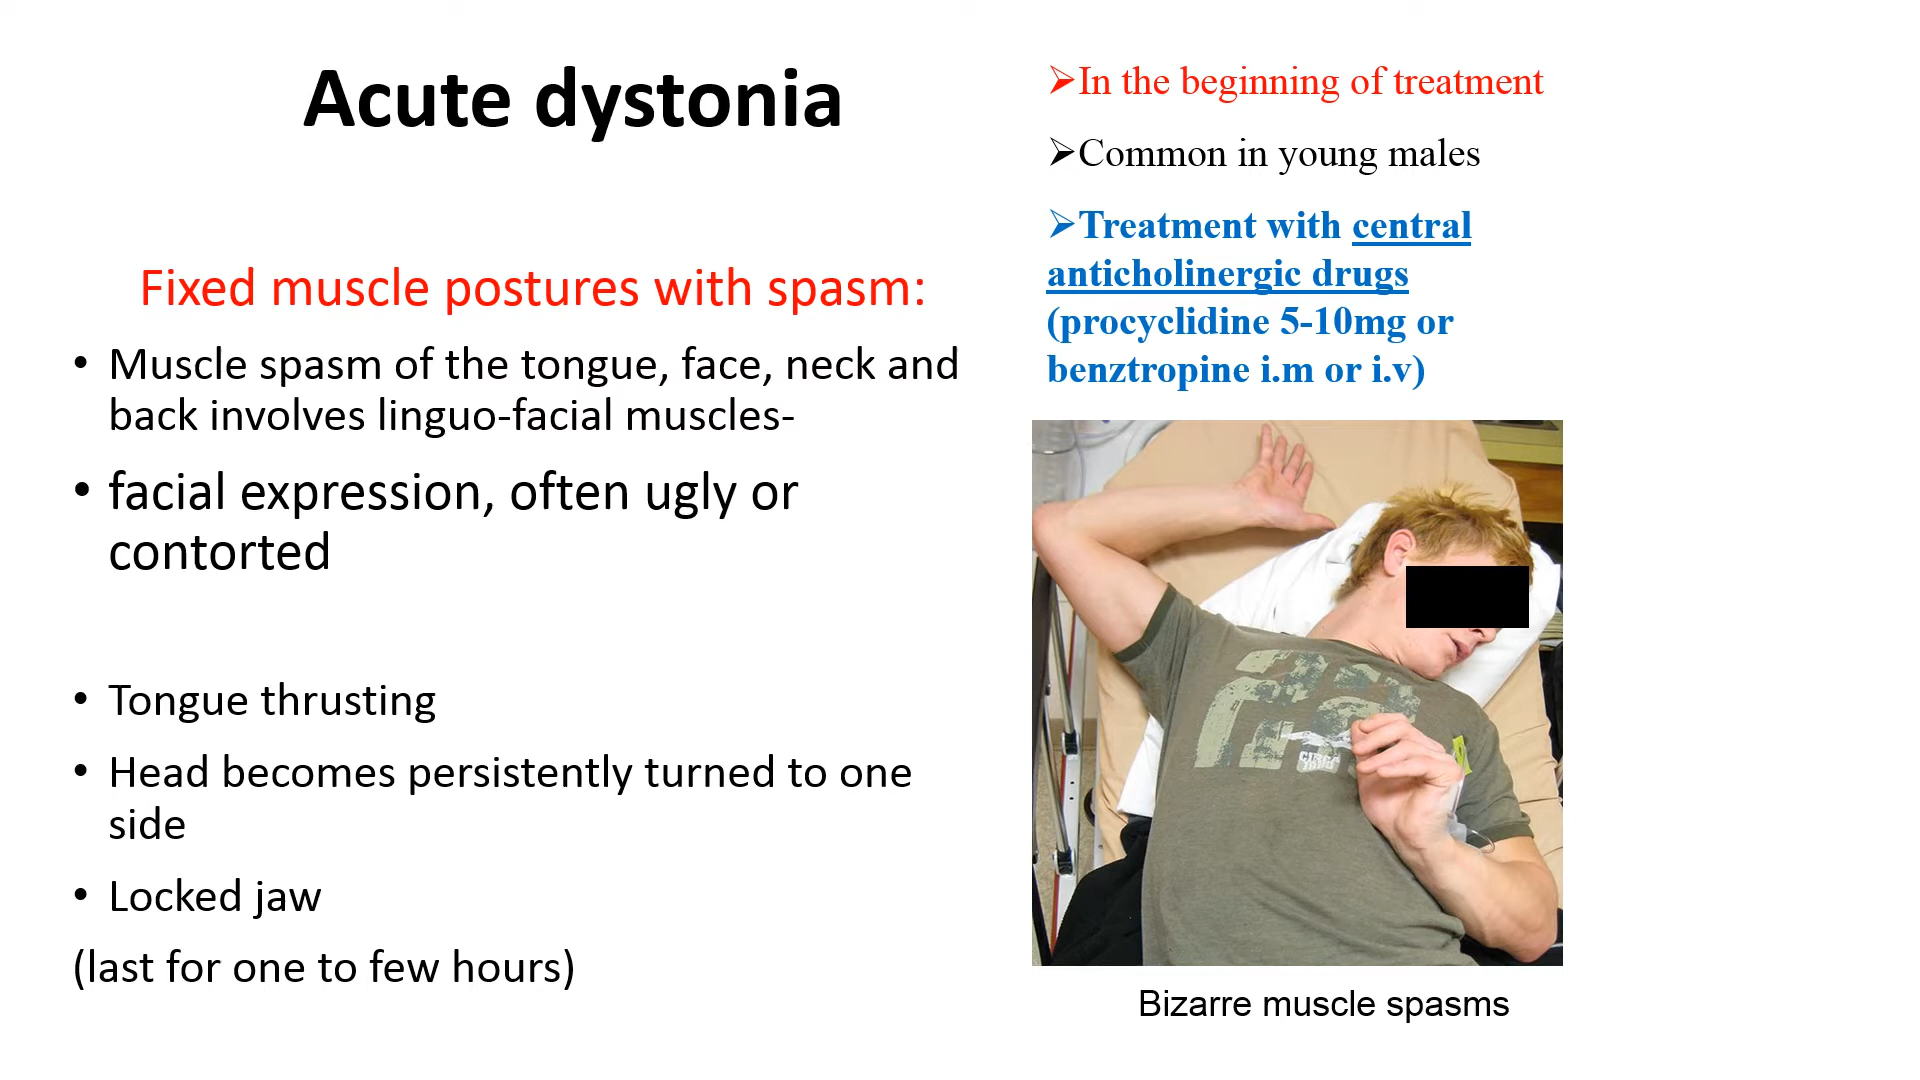 Acute dystonia
Fixed muscle postures with spasm:
• Muscle spasm of the tongue, face, neck and
back involves linguo-facial muscles-
• facial expression, often ugly or
contorted
• Tongue thrusting
• Head becomes persistently turned to one
side
• Locked jaw
(last for one to few hours)
➢In the beginning of treatment
➢Common in young males
➢Treatment with central
anticholinergic drugs
(procyclidine 5-10mg or
benztropine i.m or i.v)
Bizarre muscle spasms